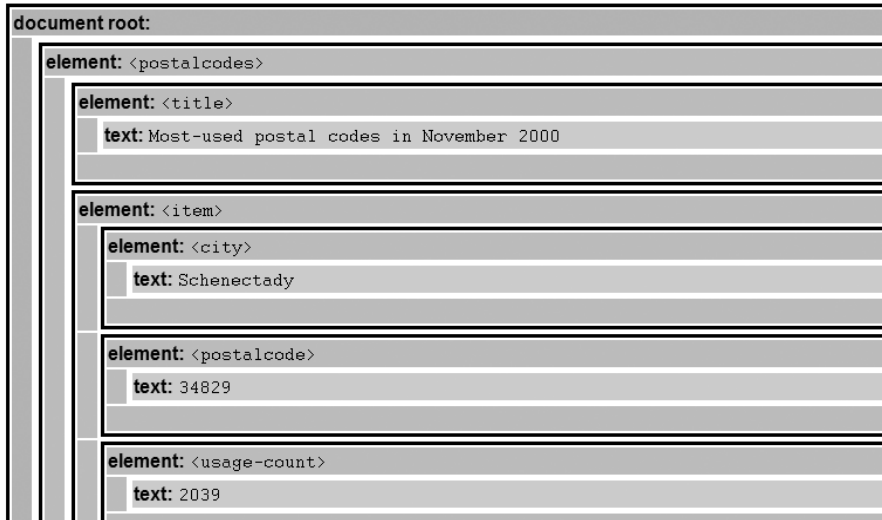 document root:
element: <postalcodes>
element: <title>
text: Most-used postal codes in November 2000
element: <item>
element: <city>
text: Schenectady
element: <postalcode>
text: 34829
element: <usage-count>
text: 2039